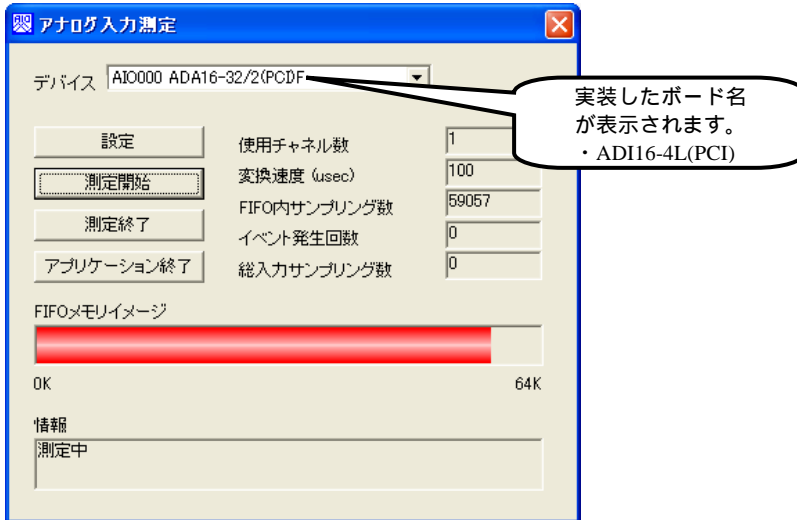 アナログ入力測定
デバイス AIO000 ADA16-32/2(PCI)F
実装したボード名
が表示されます。
・ADI16-4L(PCI)
設定
測定開始
測定終了
アプリケーション終了
使用チャネル数 1
変換速度 (usec) 100
FIFO内サンプリング数 59057
イベント発生回数 0
総入力サンプリング数 0
FIFOメモリイメージ
0K 64K
情報
測定中